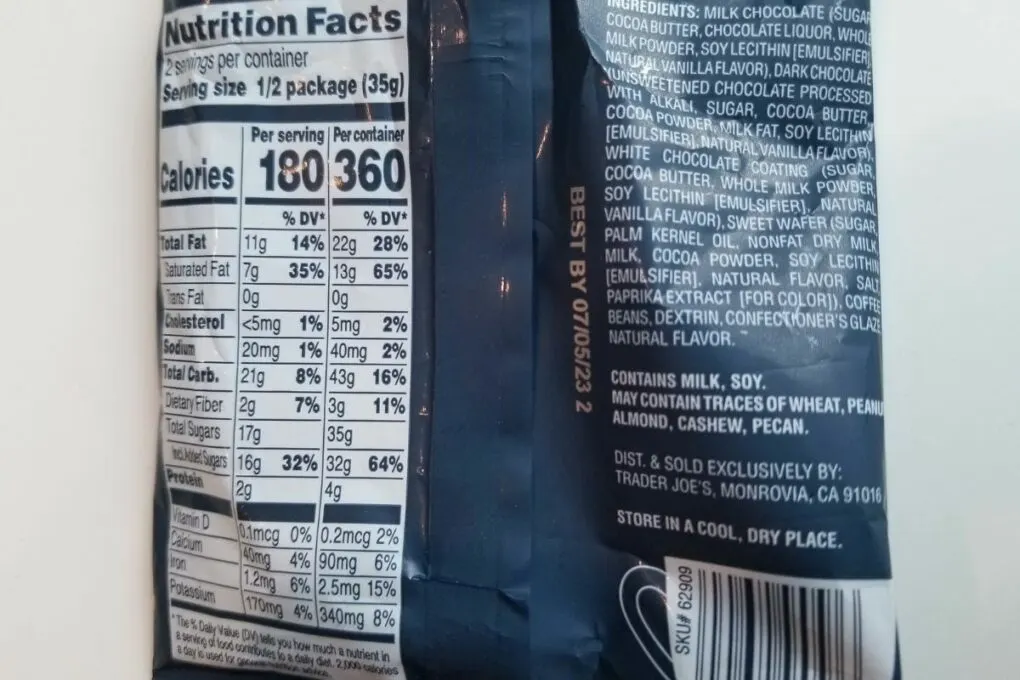 Nutrition Facts
2 servings per container
Serving size 1/2 package (35g)
Per serving Per container
Calories 180 360
% DV* % DV*
Total Fat 11g 14% 22g 28%
Saturated Fat 7g 35% 13g 65%
Trans Fat 0g 0g
Cholesterol <5mg 1% 5mg 2%
Sodium 20mg 1% 40mg 2%
Total Carb. 21g 8% 43g 16%
Dietary Fiber 2g 7% 3g 11%
Total Sugars 17g 35g
Incl. Added Sugars 16g 32% 32g 64%
Protein 2g 4g
Vitamin D 0.1mcg 0% 0.2mcg 2%
Calcium 40mg 4% 90mg 6%
Iron 1.2mg 6% 2.5mg 15%
Potassium 170mg 4% 340mg 8%
* The % Daily Value (DV) tells you how much a nutrient in
a serving of food contributes to a daily diet. 2,000 calories
a day is used for general nutrition advice.
BEST BY 07/05/23 2
INGREDIENTS: MILK CHOCOLATE (SUGAR
COCOA BUTTER, CHOCOLATE LIQUOR, WHOLE
MILK POWDER, SOY LECITHIN [EMULSIFIER]
NATURAL VANILLA FLAVOR), DARK CHOCOLATE
(UNSWEETENED CHOCOLATE PROCESSED
WITH ALKALI, SUGAR, COCOA BUTTER,
COCOA POWDER, MILK FAT, SOY LECITHIN
[EMULSIFIER], NATURAL VANILLA FLAVOR),
WHITE CHOCOLATE COATING (SUGAR,
COCOA BUTTER, WHOLE MILK POWDER,
SOY LECITHIN [EMULSIFIER], NATURAL
VANILLA FLAVOR), SWEET WAFER (SUGAR,
PALM KERNEL OIL, NONFAT DRY MILK,
MILK, COCOA POWDER, SOY LECITHIN
[EMULSIFIER], NATURAL FLAVOR, SALT,
PAPRIKA EXTRACT [FOR COLOR]), COFFEE
BEANS, DEXTRIN, CONFECTIONER'S GLAZE
NATURAL FLAVOR.
CONTAINS MILK, SOY.
MAY CONTAIN TRACES OF WHEAT, PEANU
ALMOND, CASHEW, PECAN.
DIST. & SOLD EXCLUSIVELY BY:
TRADER JOE'S, MONROVIA, CA 91016
STORE IN A COOL, DRY PLACE.
SKU# 62909